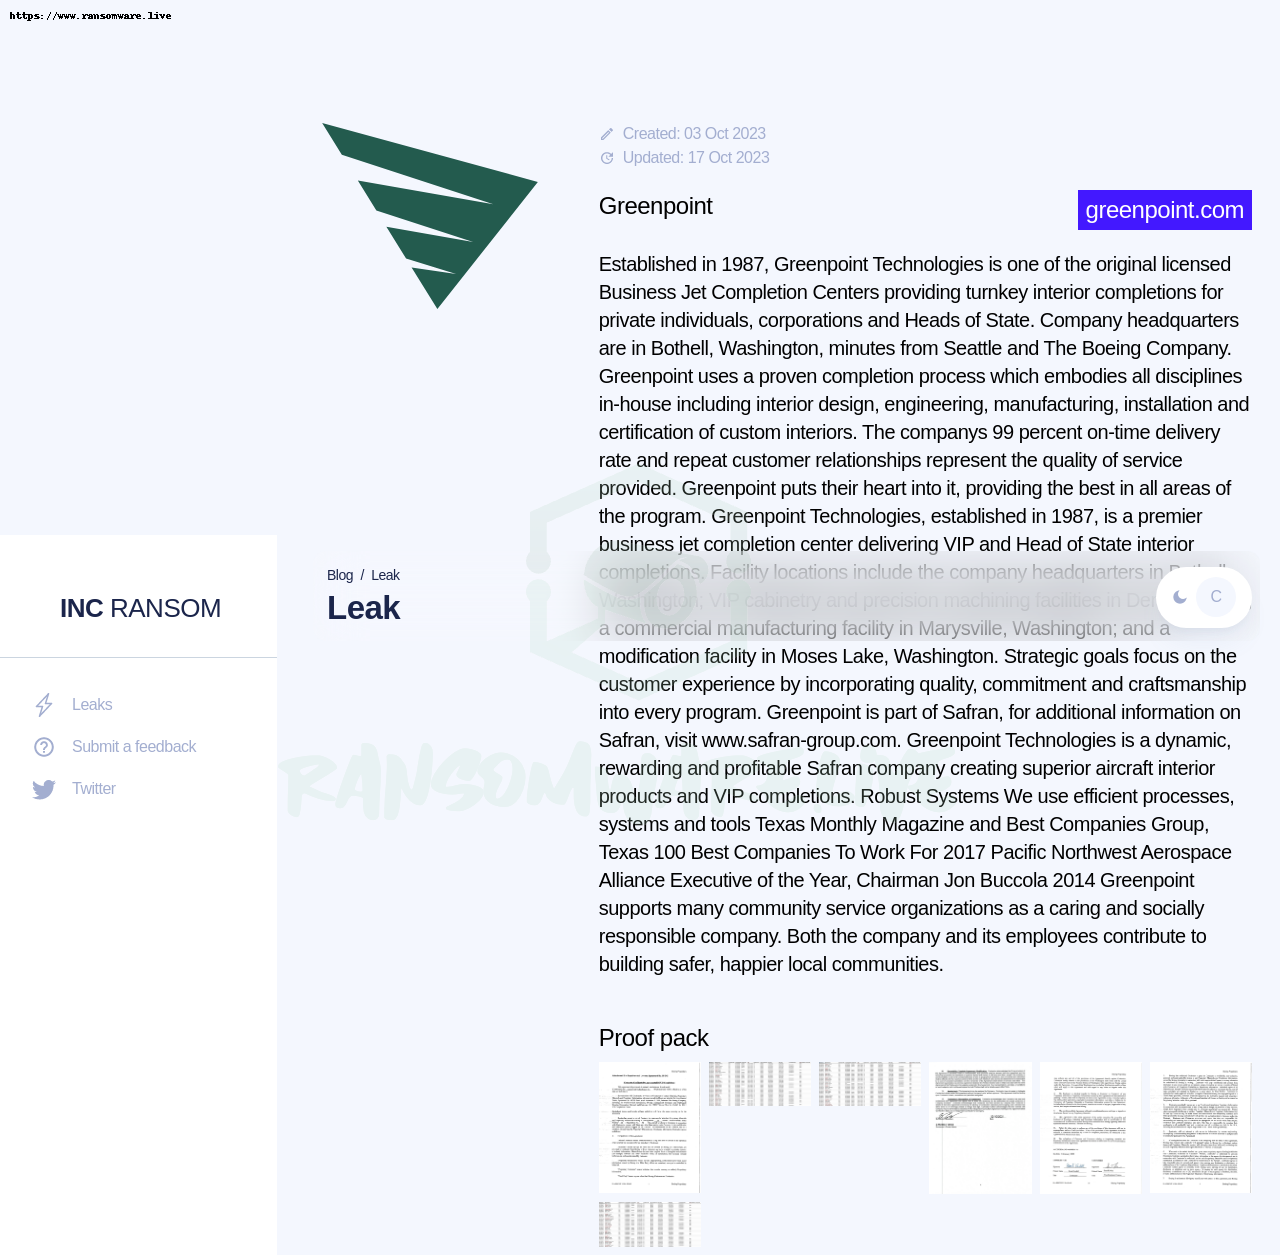 https://www.ransomware.live
Created: 03 Oct 2023
Updated: 17 Oct 2023
Greenpoint
greenpoint.com
Established in 1987, Greenpoint Technologies is one of the original licensed
Business Jet Completion Centers providing turnkey interior completions for
private individuals, corporations and Heads of State. Company headquarters
are in Bothell, Washington, minutes from Seattle and The Boeing Company.
Greenpoint uses a proven completion process which embodies all disciplines
in-house including interior design, engineering, manufacturing, installation and
certification of custom interiors. The companys 99 percent on-time delivery
rate and repeat customer relationships represent the quality of service
provided. Greenpoint puts their heart into it, providing the best in all areas of
the program. Greenpoint Technologies, established in 1987, is a premier
business jet completion center delivering VIP and Head of State interior
completions. Facility locations include the company headquarters in
Washington; VIP cabinetry and precision machining facilities in
a commercial manufacturing facility in Marysville, Washington; and a
modification facility in Moses Lake, Washington. Strategic goals focus on the
customer experience by incorporating quality, commitment and craftsmanship
into every program. Greenpoint is part of Safran, for additional information on
Safran, visit www.safran-group.com. Greenpoint Technologies is a dynamic,
rewarding and profitable Safran company creating superior aircraft interior
products and VIP completions. Robust Systems We use efficient processes,
systems and tools Texas Monthly Magazine and Best Companies Group,
Texas 100 Best Companies To Work For 2017 Pacific Northwest Aerospace
Alliance Executive of the Year, Chairman Jon Buccola 2014 Greenpoint
supports many community service organizations as a caring and socially
responsible company. Both the company and its employees contribute to
building safer, happier local communities.
Blog / Leak
Leak
C
INC RANSOM
Leaks
Submit a feedback
Twitter
Proof pack